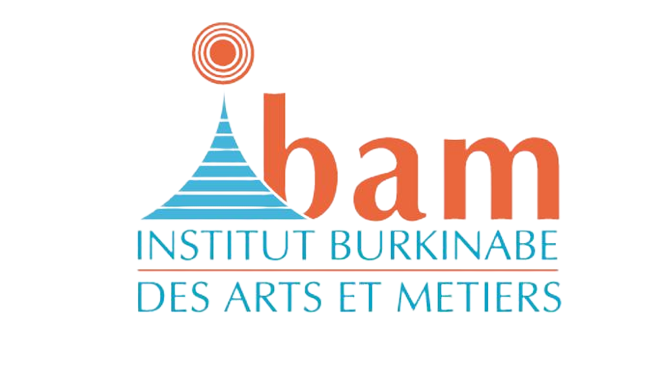 ibam
INSTITUT BURKINABE
DES ARTS ET METIERS